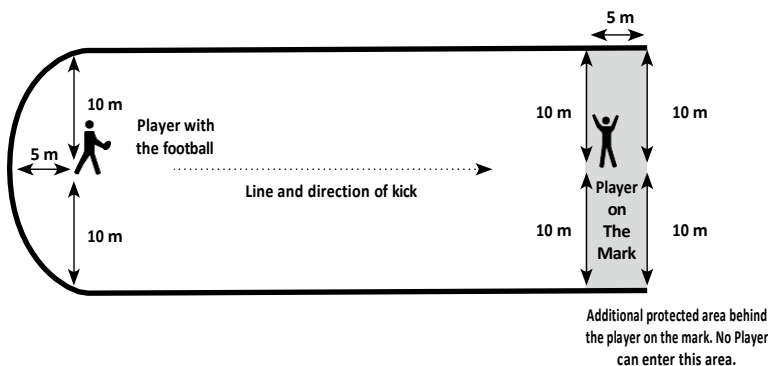 5 m
10 m
Player with
the football
5 m
Line and direction of kick
10 m
10 m
10 m
Player
on
The
Mark
10 m
10 m
Additional protected area behind
the player on the mark. No Player
can enter this area.